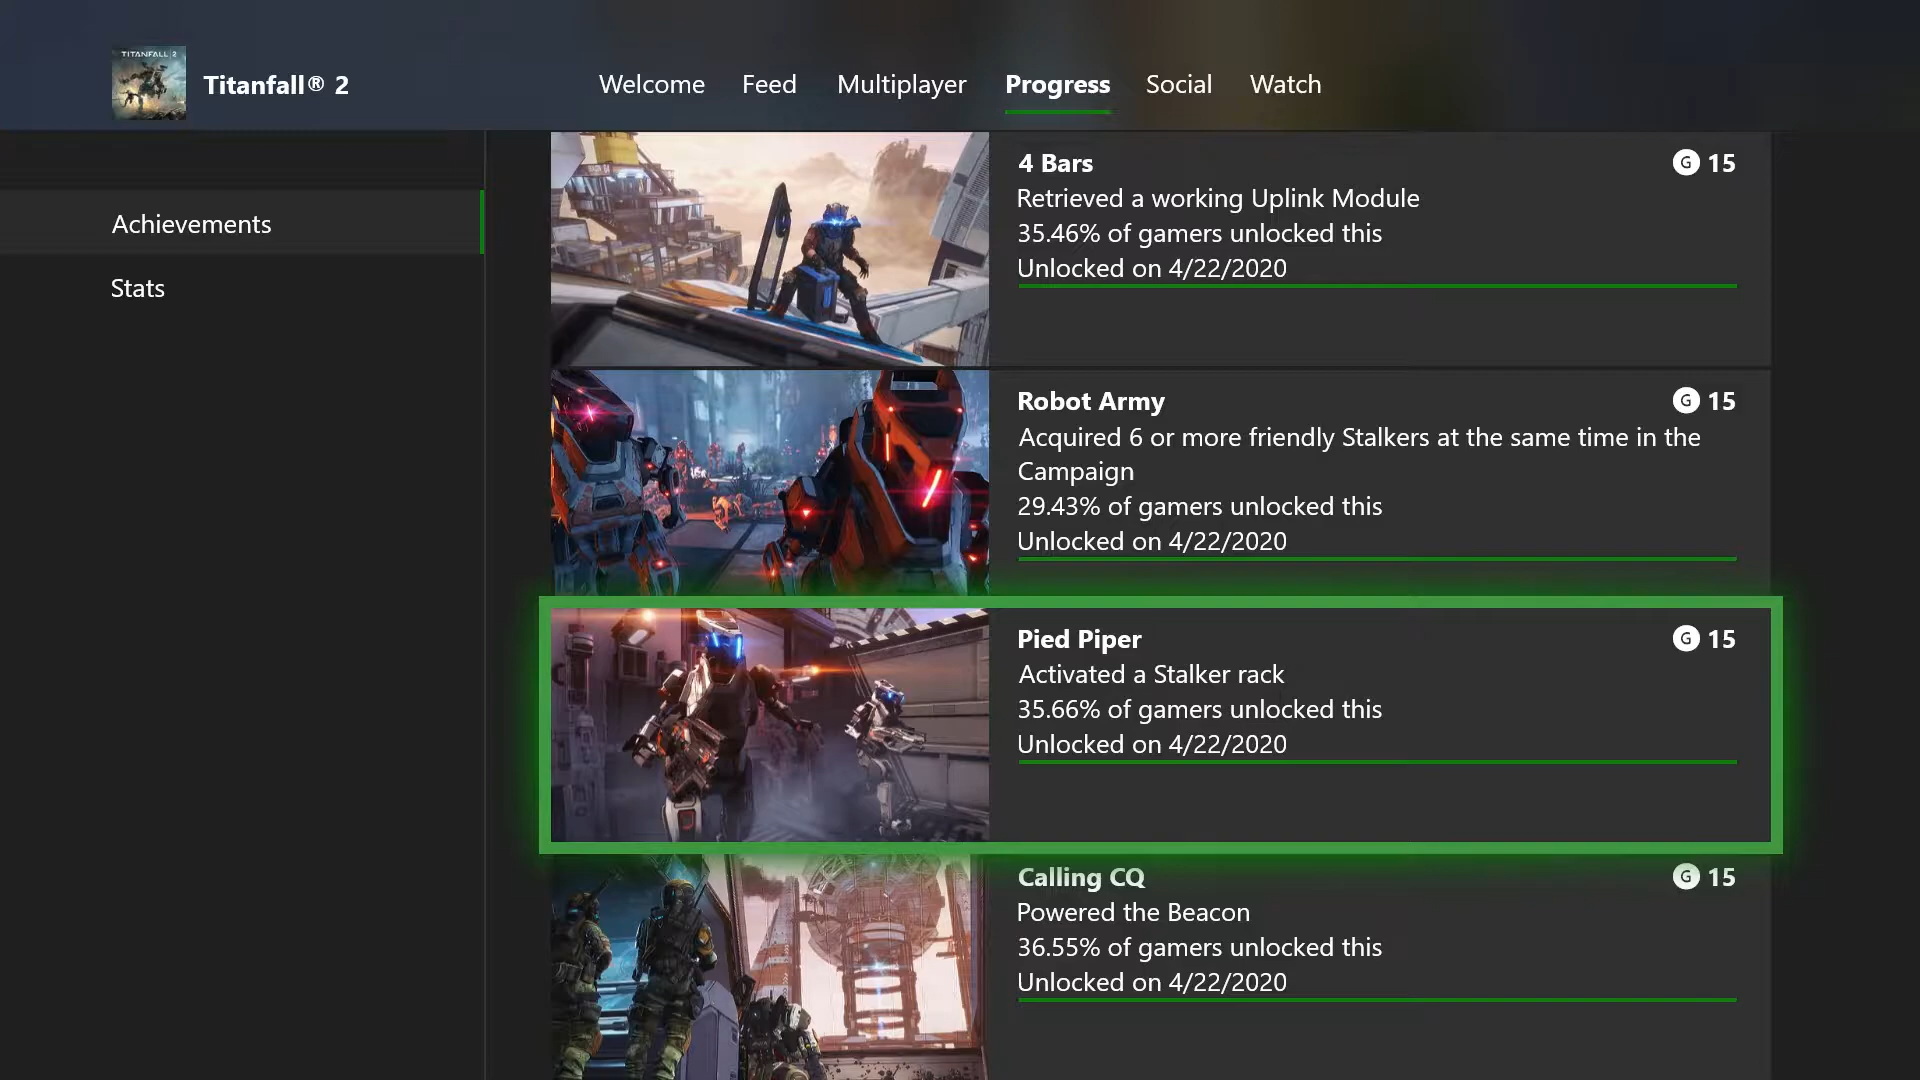 TITANFALL 2
Titanfall® 2
Welcome
Feed
Multiplayer
Progress
Social
Watch
Achievements
Stats
4 Bars
G 15
Retrieved a working Uplink Module
35.46% of gamers unlocked this
Unlocked on 4/22/2020
Robot Army
G 15
Acquired 6 or more friendly Stalkers at the same time in the
Campaign
29.43% of gamers unlocked this
Unlocked on 4/22/2020
Pied Piper
G 15
Activated a Stalker rack
35.66% of gamers unlocked this
Unlocked on 4/22/2020
Calling CQ
G 15
Powered the Beacon
36.55% of gamers unlocked this
Unlocked on 4/22/2020